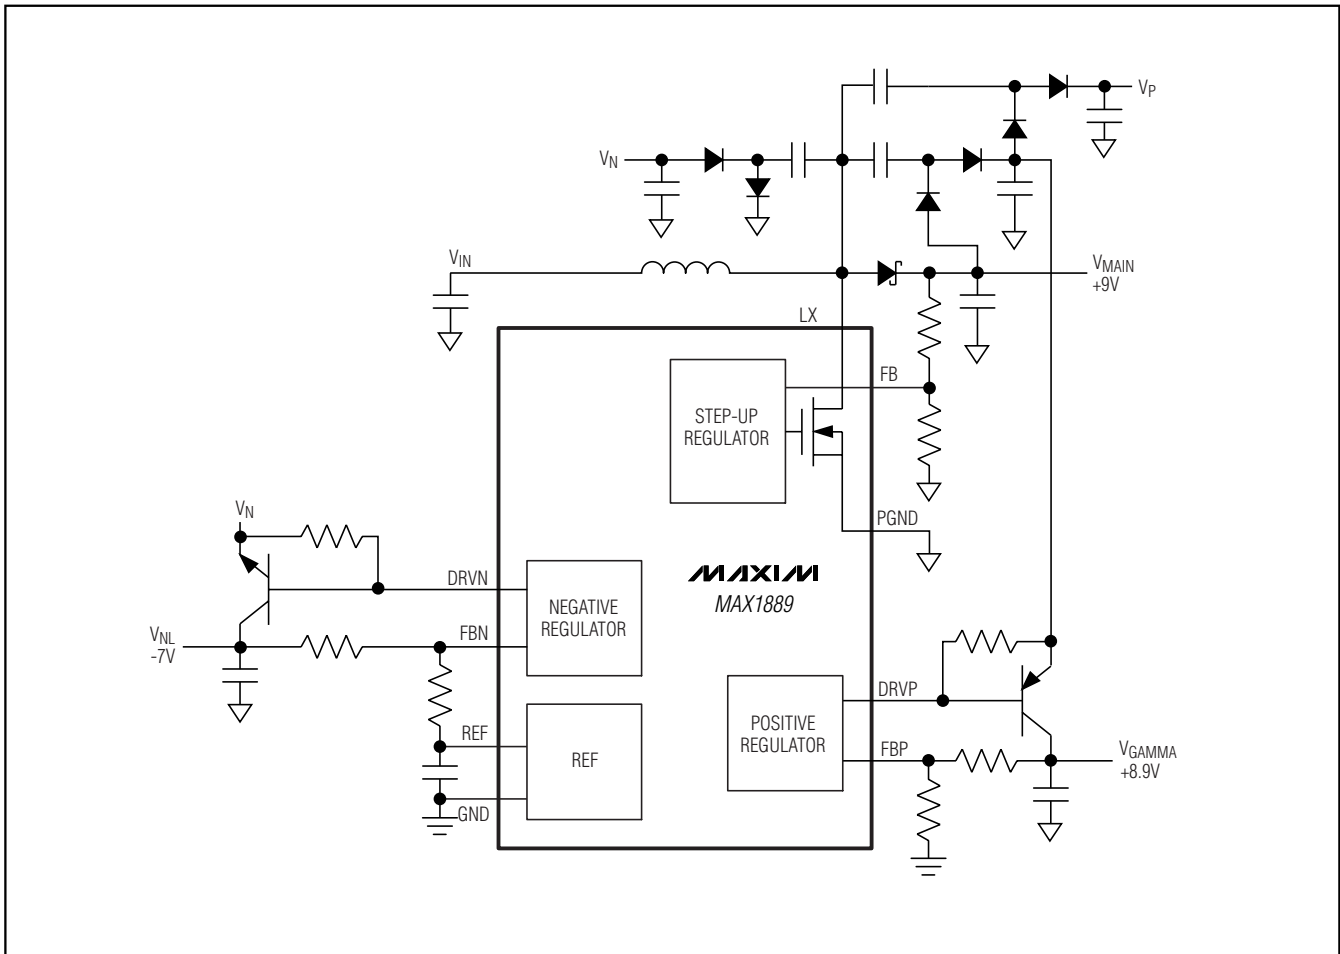 VP
VN
VIN
VMAIN
+9V
LX
FB
STEP-UP
REGULATOR
VN
PGND
MAXIM
MAX1889
DRVN
NEGATIVE
REGULATOR
VNL
-7V
FBN
DRVP
POSITIVE
REGULATOR
REF
REF
FBP
VGAMMA
+8.9V
GND